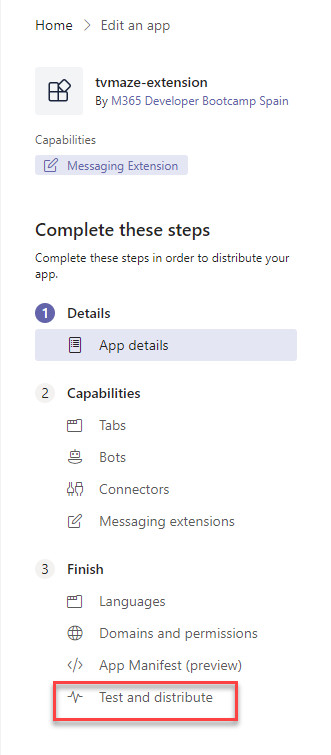 Home > Edit an app
tvmaze-extension
By M365 Developer Bootcamp Spain
Capabilities
Messaging Extension
Complete these steps
Complete these steps in order to distribute your
app.
1 Details
App details
2 Capabilities
Tabs
Bots
Connectors
Messaging extensions
3 Finish
Languages
Domains and permissions
</> App Manifest (preview)
Test and distribute